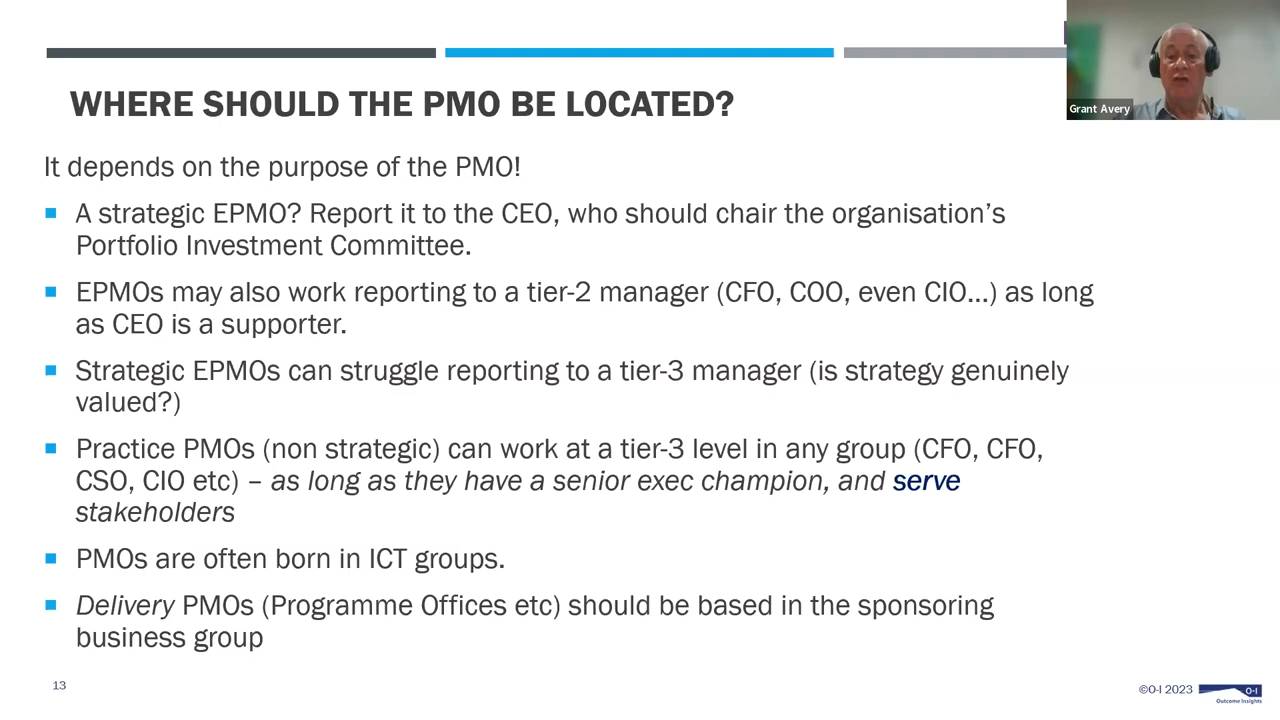 WHERE SHOULD THE PMO BE LOCATED?
Grant Avery
It depends on the purpose of the PMO!
A strategic EPMO? Report it to the CEO, who should chair the organisation’s
Portfolio Investment Committee.
EPMOs may also work reporting to a tier-2 manager (CFO, COO, even CIO…) as long
as CEO is a supporter.
Strategic EPMOs can struggle reporting to a tier-3 manager (is strategy genuinely
valued?)
Practice PMOs (non strategic) can work at a tier-3 level in any group (CFO, CFO,
CSO, CIO etc) – as long as they have a senior exec champion, and serve
stakeholders
PMOs are often born in ICT groups.
Delivery PMOs (Programme Offices etc) should be based in the sponsoring
business group
13
©O-I 2023
O-I
Outcome Insights